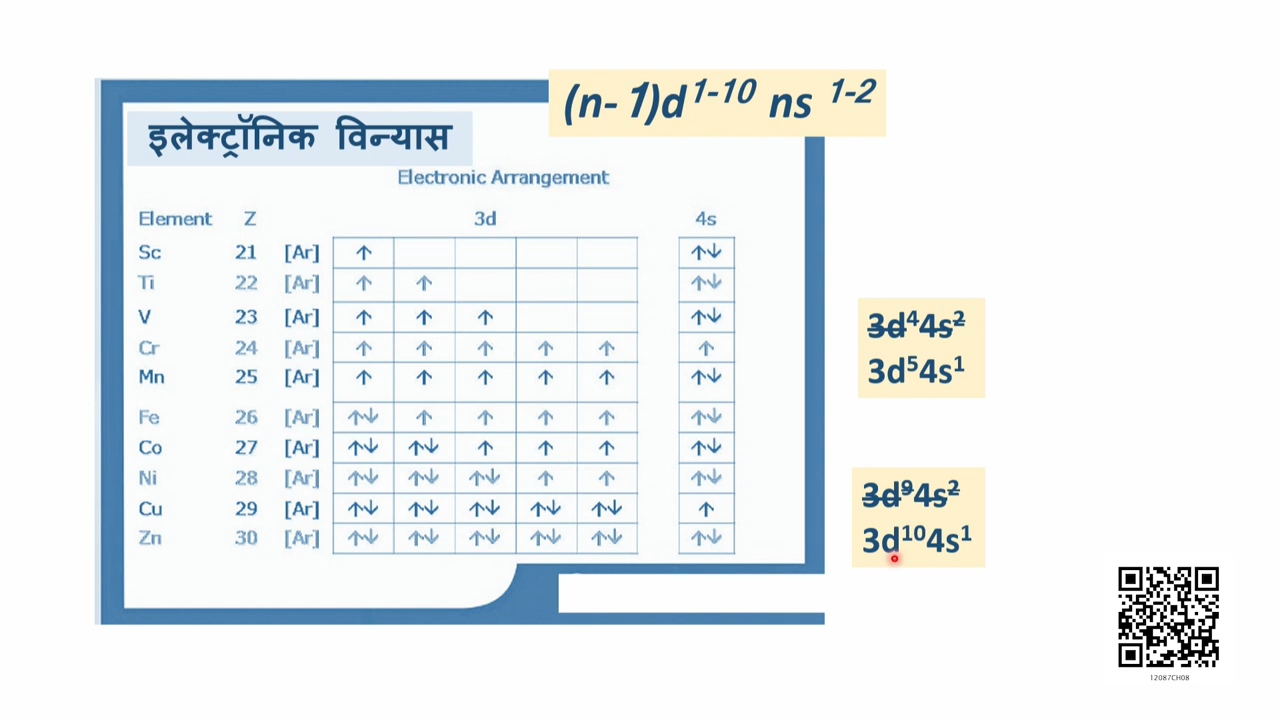 (n-1)d¹⁻¹⁰ ns ¹⁻²
इलेक्ट्रॉनिक विन्यास
Electronic Arrangement
Element Z 3d 4s
Sc 21 [Ar] ↑ ↑↓
Ti 22 [Ar] ↑ ↑ ↑↓
V 23 [Ar] ↑ ↑ ↑ ↑↓
Cr 24 [Ar] ↑ ↑ ↑ ↑ ↑ ↑
Mn 25 [Ar] ↑ ↑ ↑ ↑ ↑ ↑↓
Fe 26 [Ar] ↑↓ ↑ ↑ ↑ ↑ ↑↓
Co 27 [Ar] ↑↓ ↑↓ ↑ ↑ ↑ ↑↓
Ni 28 [Ar] ↑↓ ↑↓ ↑↓ ↑ ↑ ↑↓
Cu 29 [Ar] ↑↓ ↑↓ ↑↓ ↑↓ ↑↓ ↑
Zn 30 [Ar] ↑↓ ↑↓ ↑↓ ↑↓ ↑↓ ↑↓
3d⁴4s²
3d⁵4s¹
3d⁹4s²
3d¹⁰4s¹
12087CH08